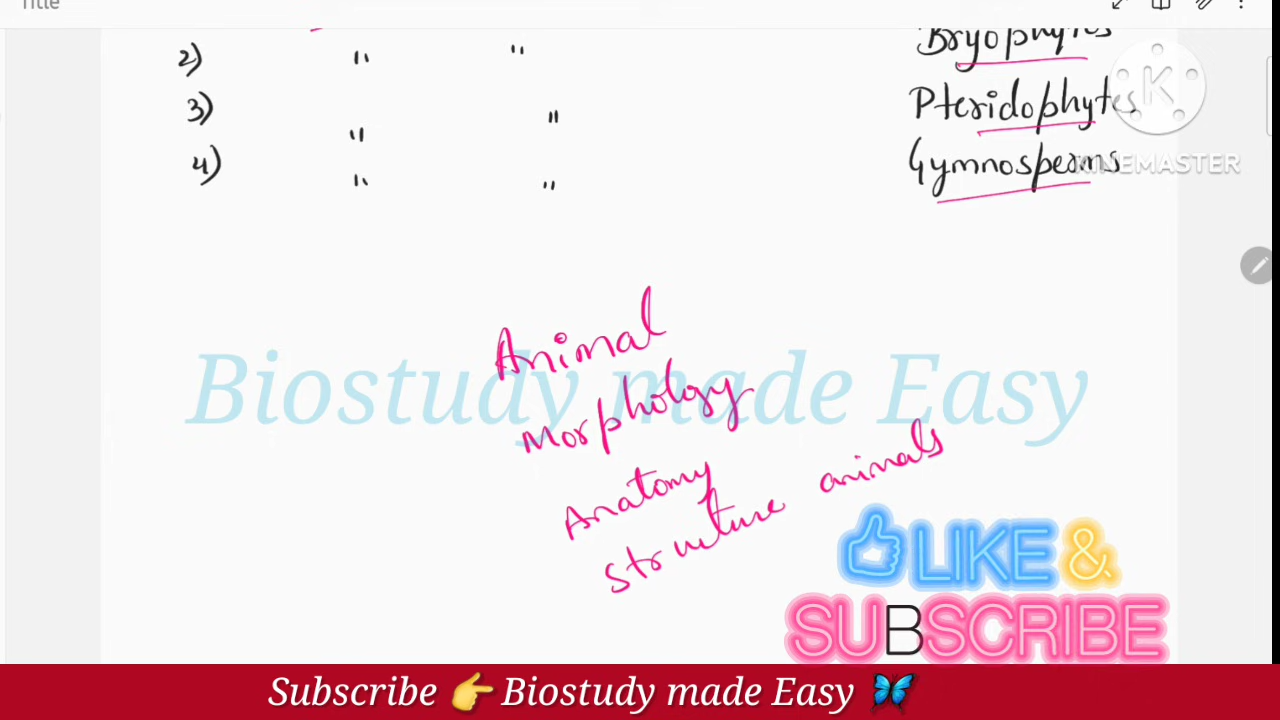 Title
Bryophytes
2) " "
3) " " Pteridophytes
4) " " Gymnosperms
KINEMASTER
Animal
Morphology
Anatomy
Structure animals
Biostudy made Easy
LIKE &
SUBSCRIBE
Subscribe 👉 Biostudy made Easy 🦋